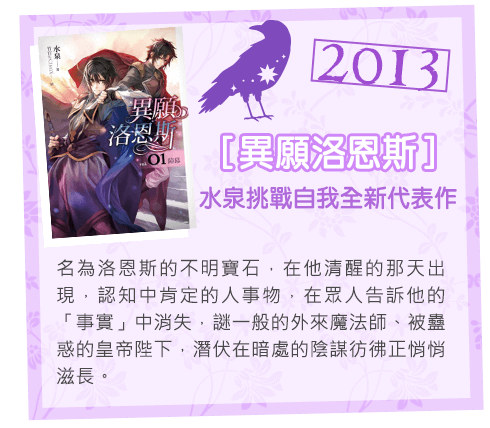 水泉
異願
洛恩斯
01
2013
[異願洛恩斯]
水泉挑戰自我全新代表作
名為洛恩斯的不明寶石，在他清醒的那天出
現，認知中肯定的人事物，在眾人告訴他的
「事實」中消失，謎一般的外來魔法師、被蠱
惑的皇帝陛下，潛伏在暗處的陰謀彷彿正悄悄
滋長。